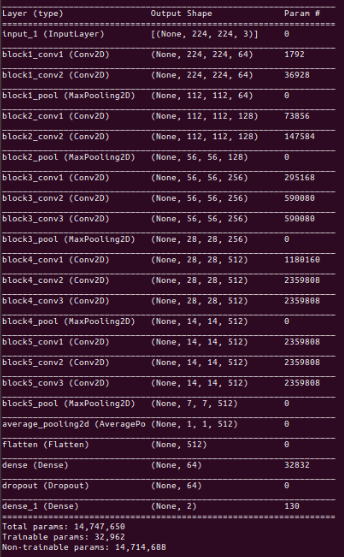 Layer (type) Output Shape Param #
input_1 (InputLayer) [(None, 224, 224, 3)] 0
block1_conv1 (Conv2D) (None, 224, 224, 64) 1792
block1_conv2 (Conv2D) (None, 224, 224, 64) 36928
block1_pool (MaxPooling2D) (None, 112, 112, 64) 0
block2_conv1 (Conv2D) (None, 112, 112, 128) 73856
block2_conv2 (Conv2D) (None, 112, 112, 128) 147584
block2_pool (MaxPooling2D) (None, 56, 56, 128) 0
block3_conv1 (Conv2D) (None, 56, 56, 256) 295168
block3_conv2 (Conv2D) (None, 56, 56, 256) 590080
block3_conv3 (Conv2D) (None, 56, 56, 256) 590080
block3_pool (MaxPooling2D) (None, 28, 28, 256) 0
block4_conv1 (Conv2D) (None, 28, 28, 512) 1180160
block4_conv2 (Conv2D) (None, 28, 28, 512) 2359808
block4_conv3 (Conv2D) (None, 28, 28, 512) 2359808
block4_pool (MaxPooling2D) (None, 14, 14, 512) 0
block5_conv1 (Conv2D) (None, 14, 14, 512) 2359808
block5_conv2 (Conv2D) (None, 14, 14, 512) 2359808
block5_conv3 (Conv2D) (None, 14, 14, 512) 2359808
block5_pool (MaxPooling2D) (None, 7, 7, 512) 0
average_pooling2d (AveragePo (None, 1, 1, 512) 0
flatten (Flatten) (None, 512) 0
dense (Dense) (None, 64) 32832
dropout (Dropout) (None, 64) 0
dense_1 (Dense) (None, 2) 130
Total params: 14,747,650
Trainable params: 32,962
Non-trainable params: 14,714,688